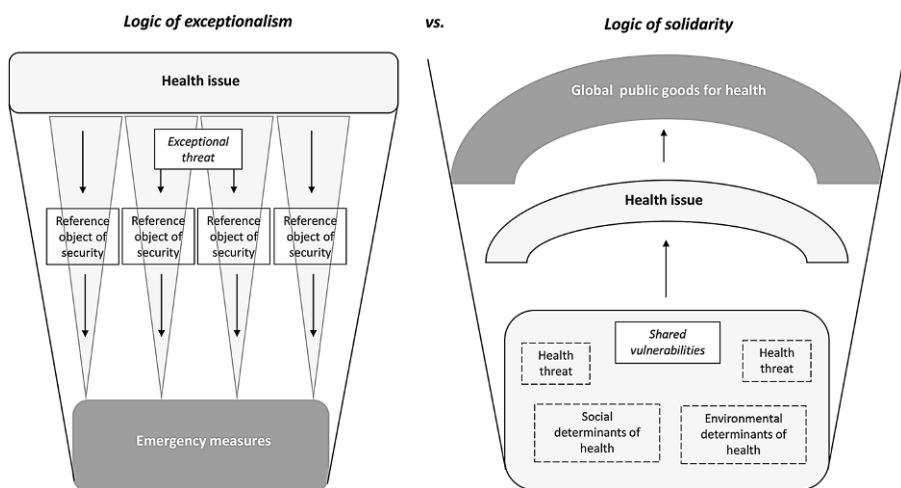 Logic of exceptionalism
vs.
Logic of solidarity
Health issue
Exceptional
threat
Reference
object of
security
Reference
object of
security
Reference
object of
security
Reference
object of
security
Emergency measures
Global public goods for health
Health issue
Shared
vulnerabilities
Health
threat
Health
threat
Social
determinants of
health
Environmental
determinants of
health